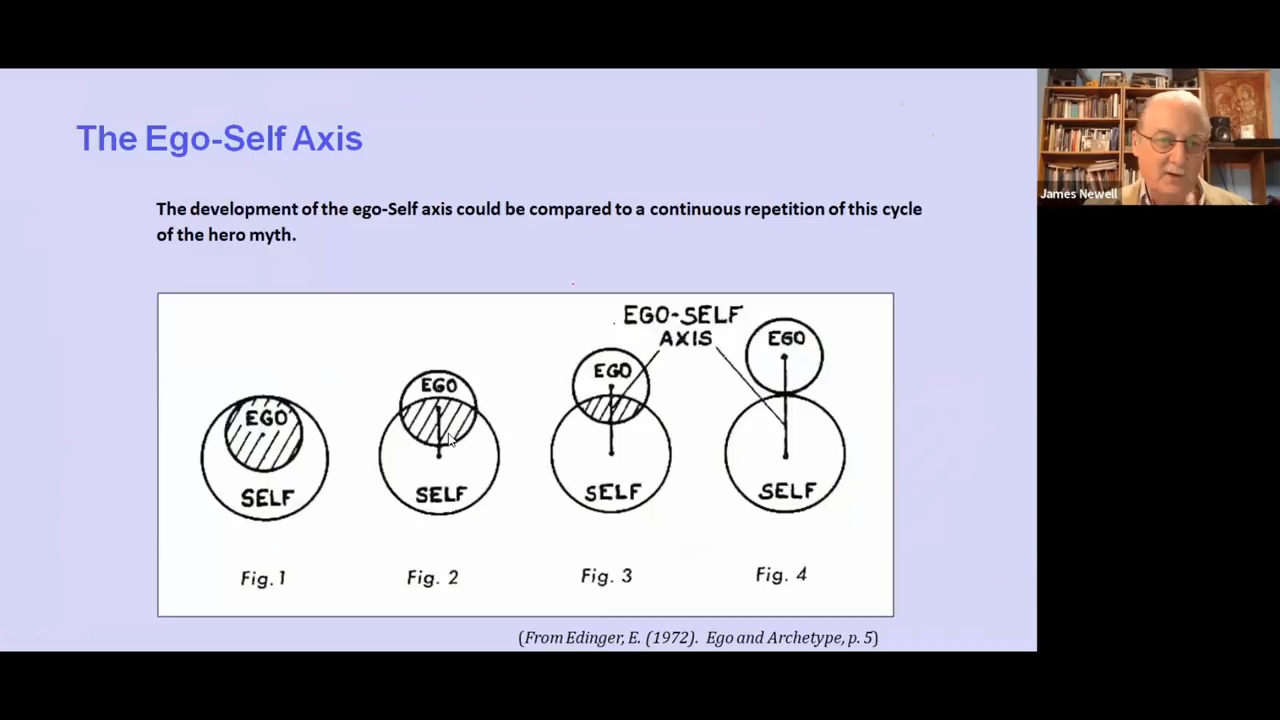 The Ego-Self Axis
James Newell
The development of the ego-Self axis could be compared to a continuous repetition of this cycle
of the hero myth.
EGO-SELF
AXIS
EGO
EGO
EGO
EGO
SELF
SELF
SELF
SELF
Fig.1
Fig. 2
Fig. 3
Fig. 4
(From Edinger, E. (1972). Ego and Archetype, p. 5)